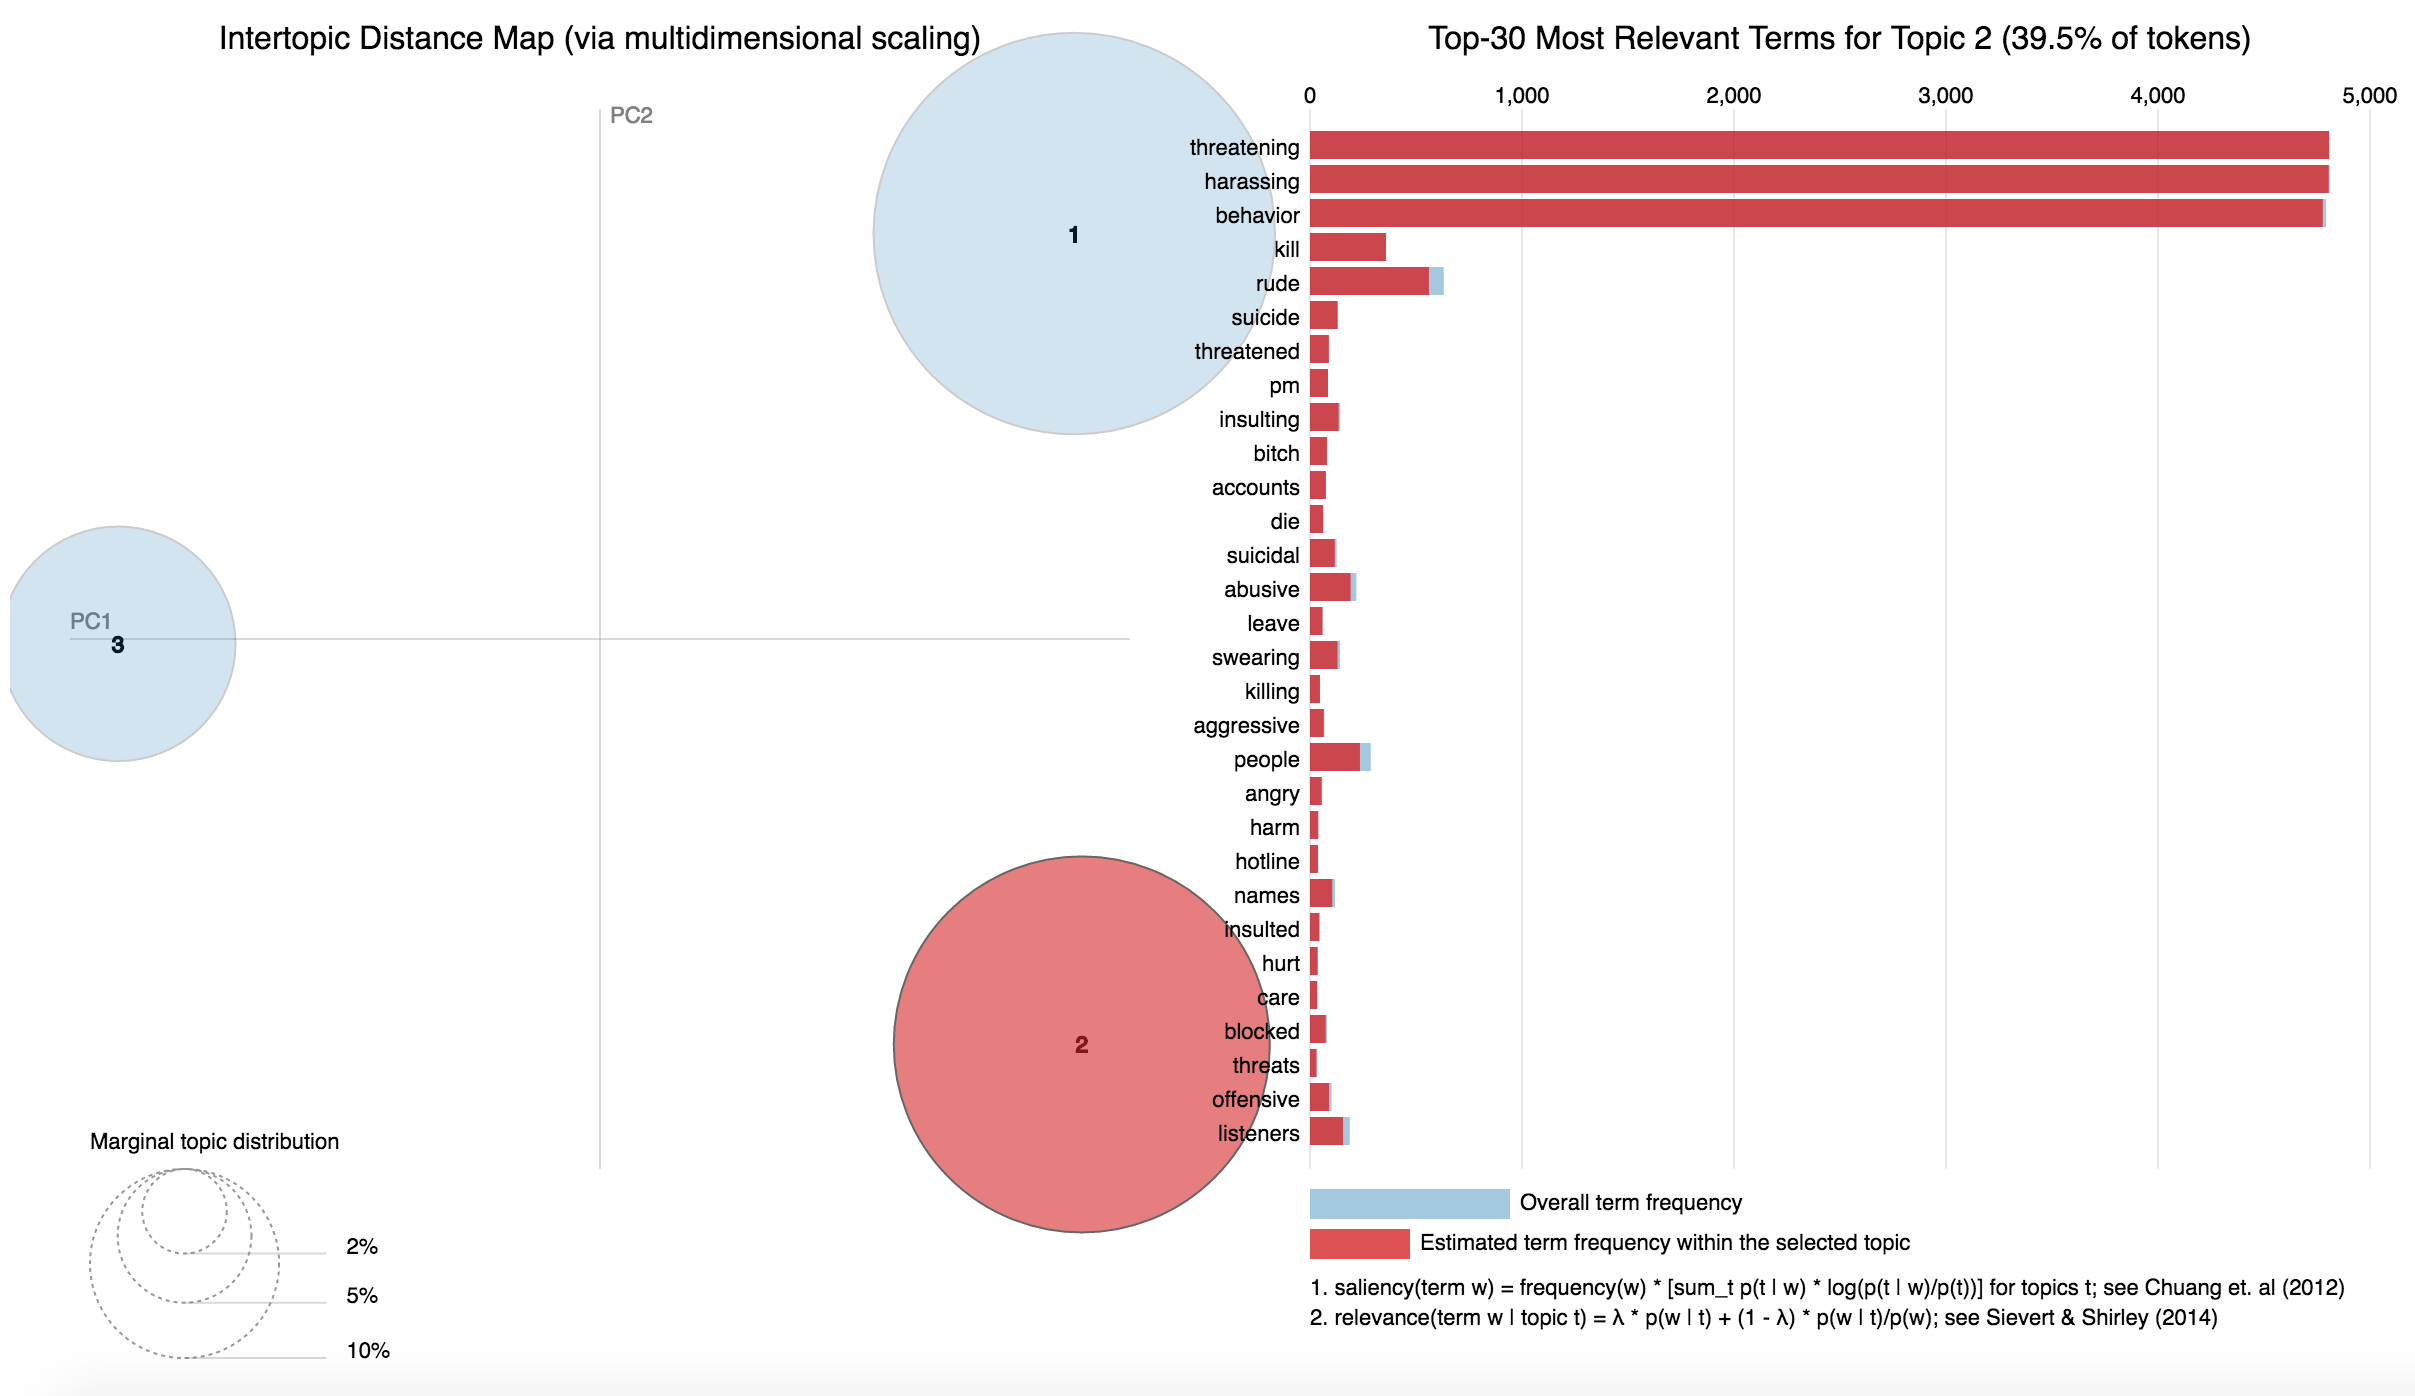 Intertopic Distance Map (via multidimensional scaling)
PC2
1
PC1
3
2
Marginal topic distribution
2%
5%
10%
Top-30 Most Relevant Terms for Topic 2 (39.5% of tokens)
0 1,000 2,000 3,000 4,000 5,000
threatening
harassing
behavior
kill
rude
suicide
threatened
pm
insulting
bitch
accounts
die
suicidal
abusive
leave
swearing
killing
aggressive
people
angry
harm
hotline
names
insulted
hurt
care
blocked
threats
offensive
listeners
Overall term frequency
Estimated term frequency within the selected topic
1. saliency(term w) = frequency(w) * [sum_t p(t | w) * log(p(t | w)/p(t))] for topics t; see Chuang et. al (2012)
2. relevance(term w | topic t) = λ * p(w | t) + (1 - λ) * p(w | t)/p(w); see Sievert & Shirley (2014)